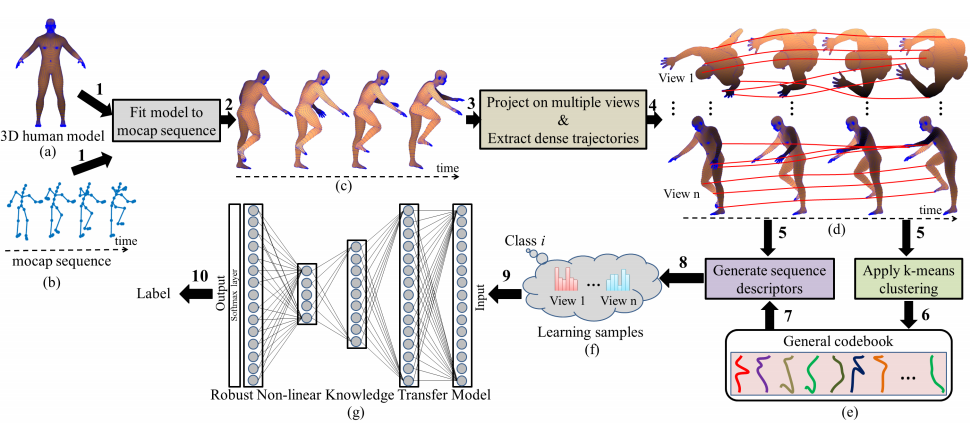 3D human model
(a)
1
1
mocap sequence
time
(b)
Fit model to
mocap sequence
2
time
(c)
3
Project on multiple views
&
Extract dense trajectories
4
View 1
View n
time
(d)
5
5
Generate sequence
descriptors
Apply k-means
clustering
6
7
General codebook
...
(e)
8
Class i
View 1
...
View n
Learning samples
(f)
9
Input
Output
Softmax layer
10
Label
Robust Non-linear Knowledge Transfer Model
(g)